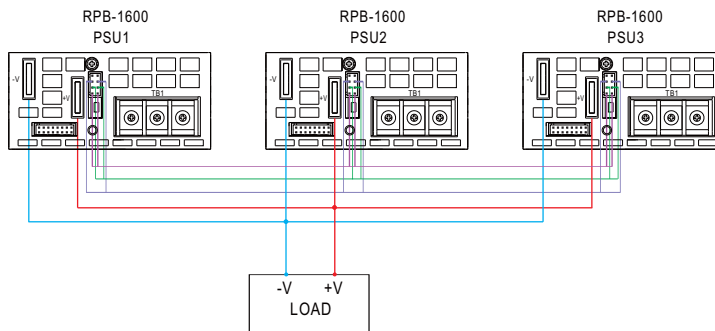 RPB-1600
PSU1
RPB-1600
PSU2
RPB-1600
PSU3
-V
+V
TB1
-V
+V
TB1
-V
+V
TB1
-V +V
LOAD